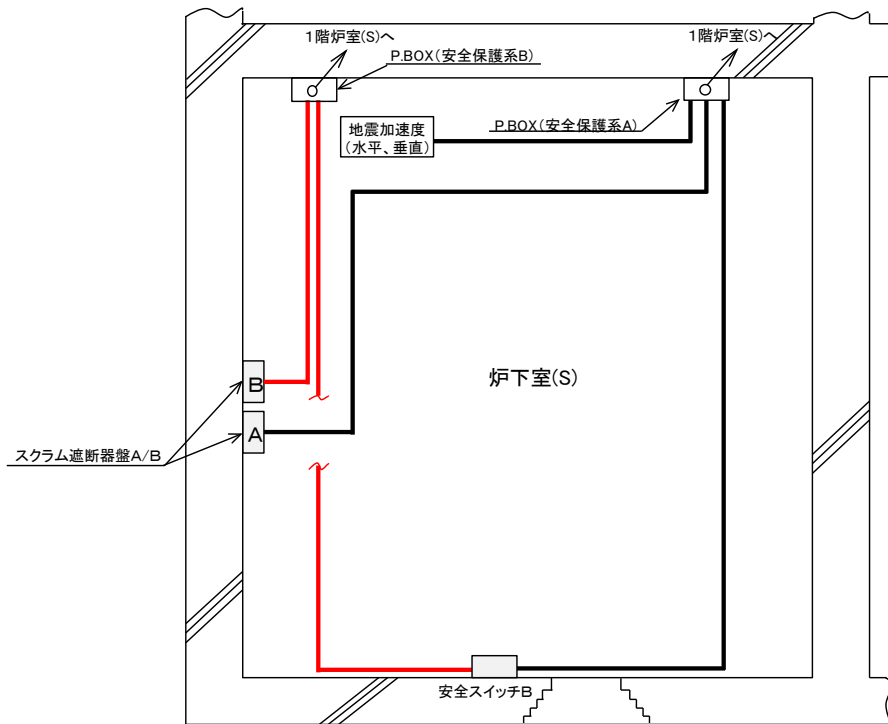 1階炉室(S)へ
1階炉室(S)へ
P.BOX(安全保護系B)
地震加速度
(水平、垂直)
P.BOX(安全保護系A)
炉下室(S)
B
A
スクラム遮断器盤A/B
安全スイッチB